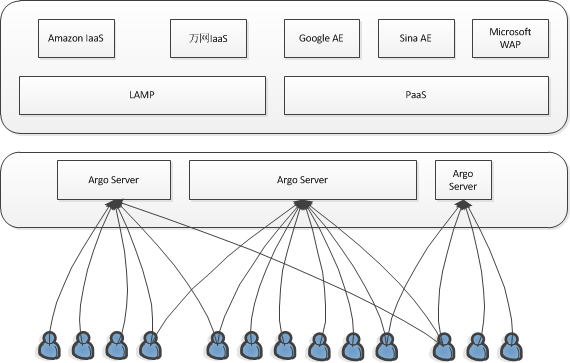 Amazon IaaS
万网IaaS
Google AE
Sina AE
Microsoft
WAP
LAMP
PaaS
Argo Server
Argo Server
Argo
Server